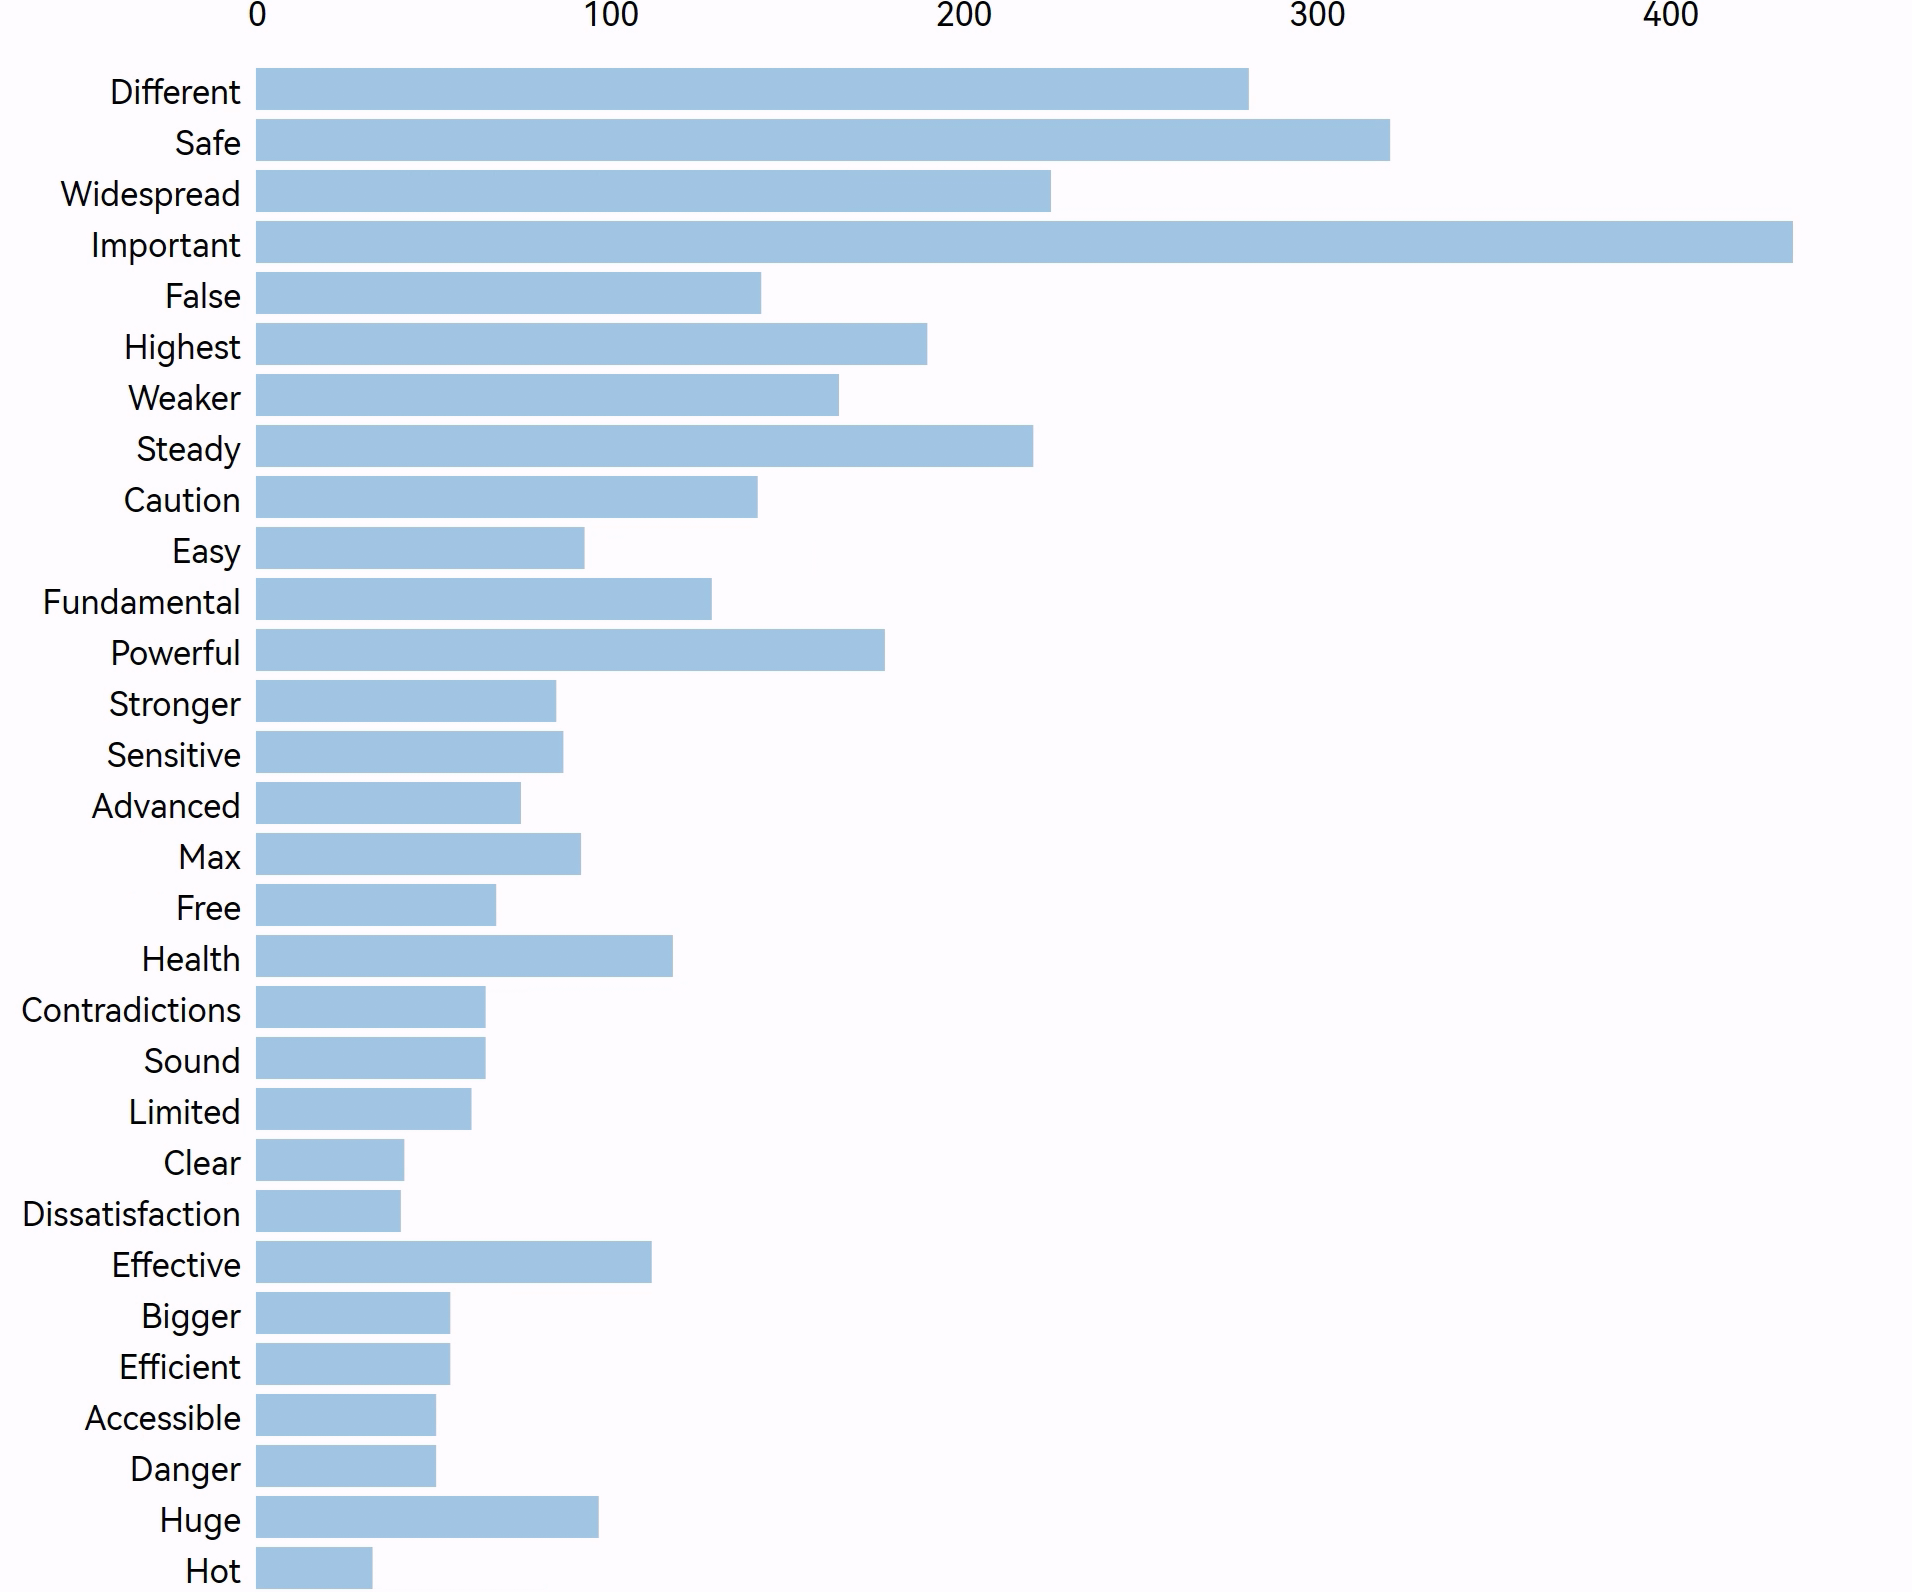 0 100 200 300 400
Different
Safe
Widespread
Important
False
Highest
Weaker
Steady
Caution
Easy
Fundamental
Powerful
Stronger
Sensitive
Advanced
Max
Free
Health
Contradictions
Sound
Limited
Clear
Dissatisfaction
Effective
Bigger
Efficient
Accessible
Danger
Huge
Hot